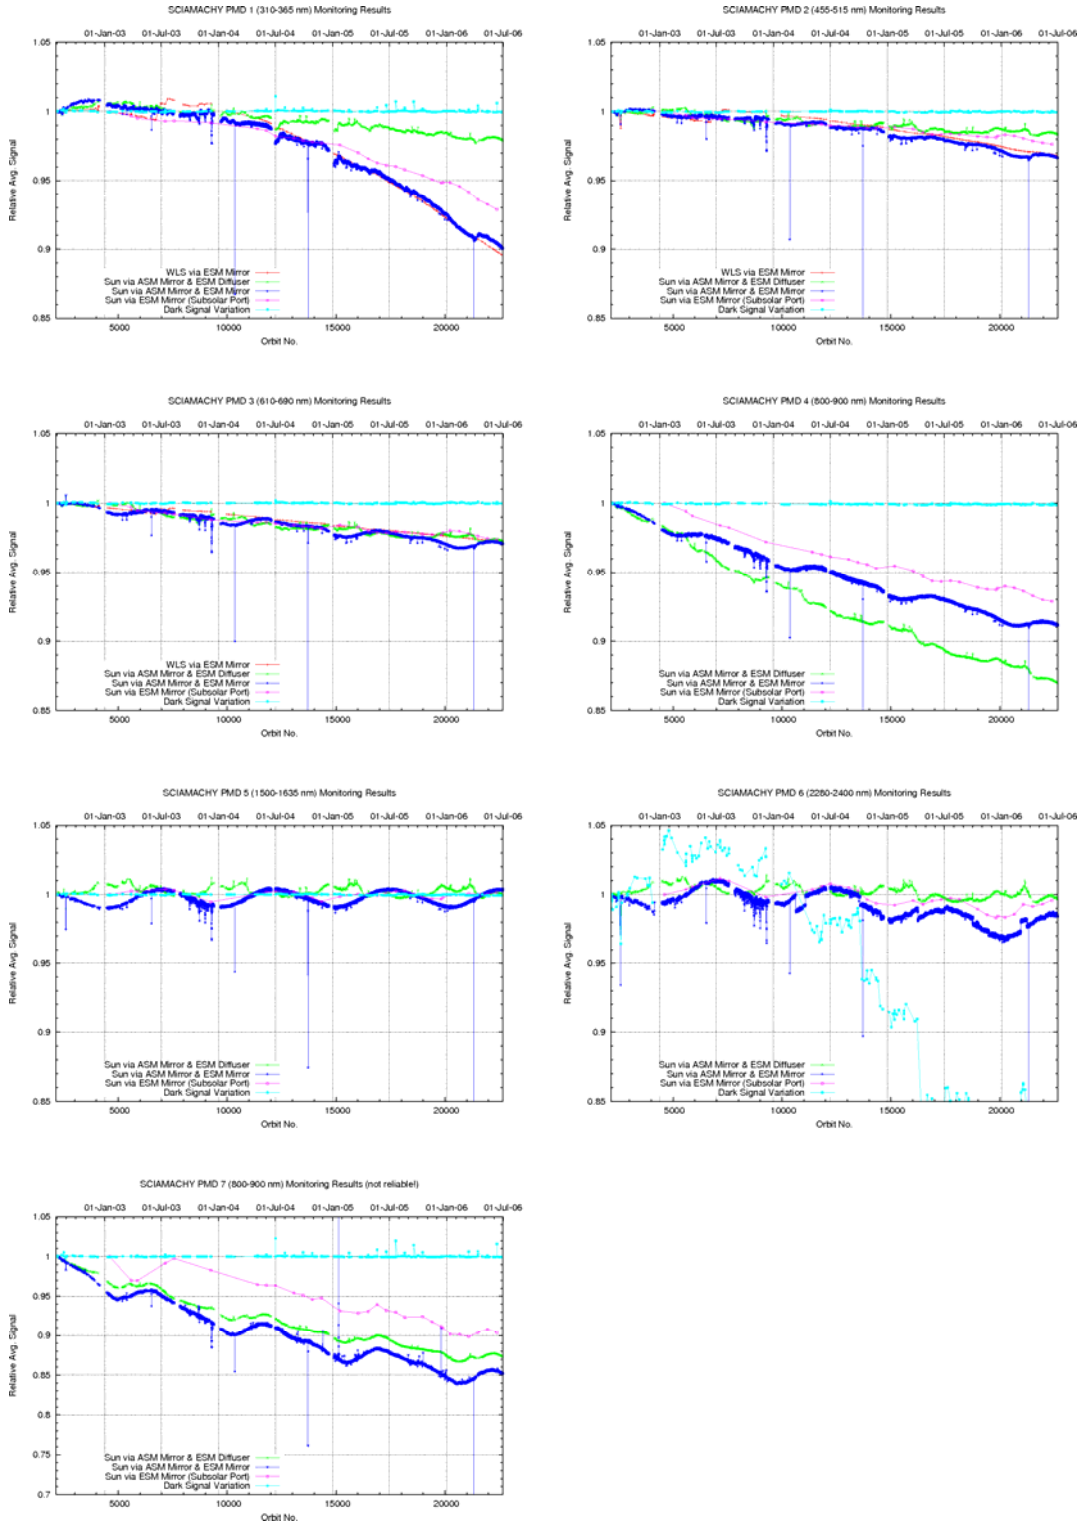 SCIAMACHY PMD 1 (310-365 nm) Monitoring Results
01-Jan-03 01-Jul-03 01-Jan-04 01-Jul-04 01-Jan-05 01-Jul-05 01-Jan-06 01-Jul-06
1.05
1
0.95
0.9
0.85
Relative Avg. Signal
WLS via ESM Mirror
Sun via ASM Mirror & ESM Diffuser
Sun via ASM Mirror & ESM Mirror
Sun via ESM Mirror (Subsolar Port)
Dark Signal Variation
5000 10000 15000 20000
Orbit No.
SCIAMACHY PMD 2 (455-515 nm) Monitoring Results
01-Jan-03 01-Jul-03 01-Jan-04 01-Jul-04 01-Jan-05 01-Jul-05 01-Jan-06 01-Jul-06
1.05
1
0.95
0.9
0.85
Relative Avg. Signal
WLS via ESM Mirror
Sun via ASM Mirror & ESM Diffuser
Sun via ASM Mirror & ESM Mirror
Sun via ESM Mirror (Subsolar Port)
Dark Signal Variation
5000 10000 15000 20000
Orbit No.
SCIAMACHY PMD 3 (610-690 nm) Monitoring Results
01-Jan-03 01-Jul-03 01-Jan-04 01-Jul-04 01-Jan-05 01-Jul-05 01-Jan-06 01-Jul-06
1.05
1
0.95
0.9
0.85
Relative Avg. Signal
WLS via ESM Mirror
Sun via ASM Mirror & ESM Diffuser
Sun via ASM Mirror & ESM Mirror
Sun via ESM Mirror (Subsolar Port)
Dark Signal Variation
5000 10000 15000 20000
Orbit No.
SCIAMACHY PMD 4 (800-900 nm) Monitoring Results
01-Jan-03 01-Jul-03 01-Jan-04 01-Jul-04 01-Jan-05 01-Jul-05 01-Jan-06 01-Jul-06
1.05
1
0.95
0.9
0.85
Relative Avg. Signal
Sun via ASM Mirror & ESM Diffuser
Sun via ASM Mirror & ESM Mirror
Sun via ESM Mirror (Subsolar Port)
Dark Signal Variation
5000 10000 15000 20000
Orbit No.
SCIAMACHY PMD 5 (1500-1635 nm) Monitoring Results
01-Jan-03 01-Jul-03 01-Jan-04 01-Jul-04 01-Jan-05 01-Jul-05 01-Jan-06 01-Jul-06
1.05
1
0.95
0.9
0.85
Relative Avg. Signal
Sun via ASM Mirror & ESM Diffuser
Sun via ASM Mirror & ESM Mirror
Sun via ESM Mirror (Subsolar Port)
Dark Signal Variation
5000 10000 15000 20000
Orbit No.
SCIAMACHY PMD 6 (2280-2400 nm) Monitoring Results
01-Jan-03 01-Jul-03 01-Jan-04 01-Jul-04 01-Jan-05 01-Jul-05 01-Jan-06 01-Jul-06
1.05
1
0.95
0.9
0.85
Relative Avg. Signal
Sun via ASM Mirror & ESM Diffuser
Sun via ASM Mirror & ESM Mirror
Sun via ESM Mirror (Subsolar Port)
Dark Signal Variation
5000 10000 15000 20000
Orbit No.
SCIAMACHY PMD 7 (800-900 nm) Monitoring Results (not reliable!)
01-Jan-03 01-Jul-03 01-Jan-04 01-Jul-04 01-Jan-05 01-Jul-05 01-Jan-06 01-Jul-06
1.05
1
0.95
0.9
0.85
0.8
0.75
0.7
Relative Avg. Signal
Sun via ASM Mirror & ESM Diffuser
Sun via ASM Mirror & ESM Mirror
Sun via ESM Mirror (Subsolar Port)
Dark Signal Variation
5000 10000 15000 20000
Orbit No.